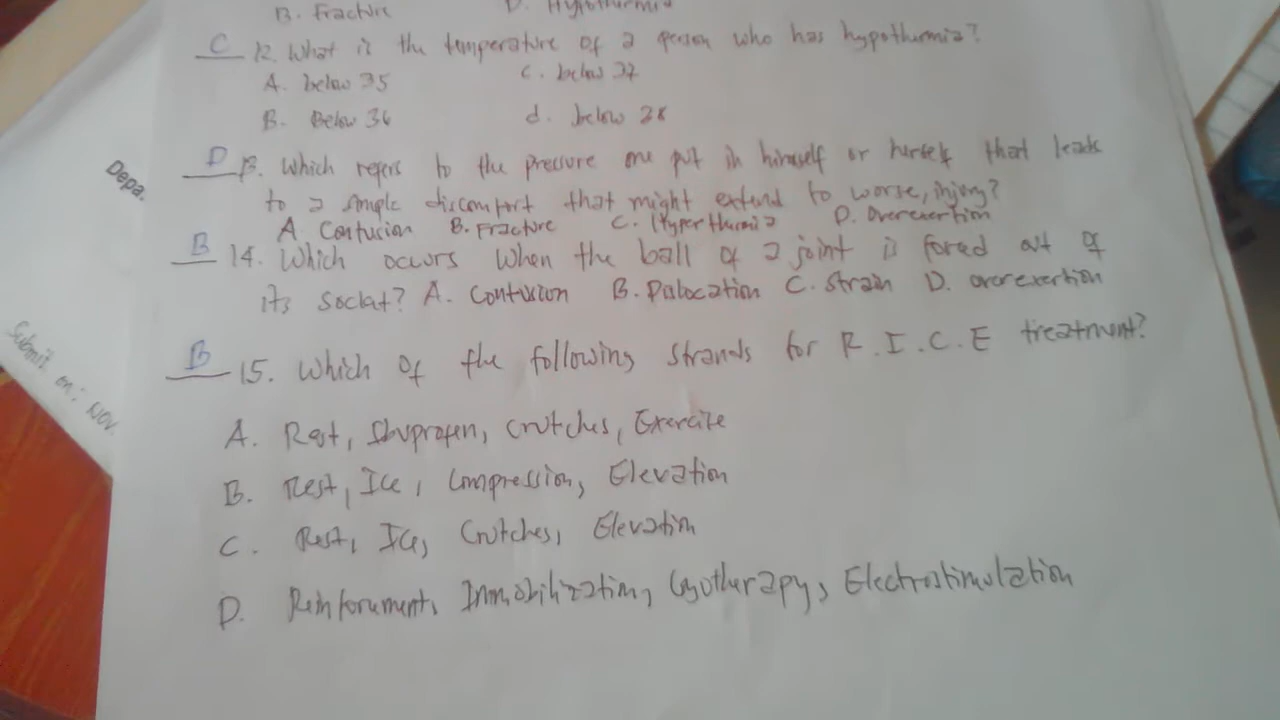 B. Fracture D. Hypothermia
C 12. What is the temperature of a person who has hypothermia?
A. below 35 C. below 37
B. Below 36 d. below 28
D 13. Which refers to the pressure one put in himself or herself that leads
to a simple discomfort that might extend to worse, injury?
A. Contusion B. Fracture C. Hyperthermia D. Overexertion
B 14. Which occurs when the ball of a joint is forced out of
its socket? A. Contusion B. Dislocation C. Strain D. overexertion
B 15. Which of the following strands for R.I.C.E treatment?
A. Rest, Ibuprofen, Crutches, Exercise
B. Rest, Ice, Compression, Elevation
C. Rest, Ice, Crutches, Elevation
D. Reinforcement, Immobilization, Cryotherapy, Electrostimulation
Depa.
Submit on: NOV.